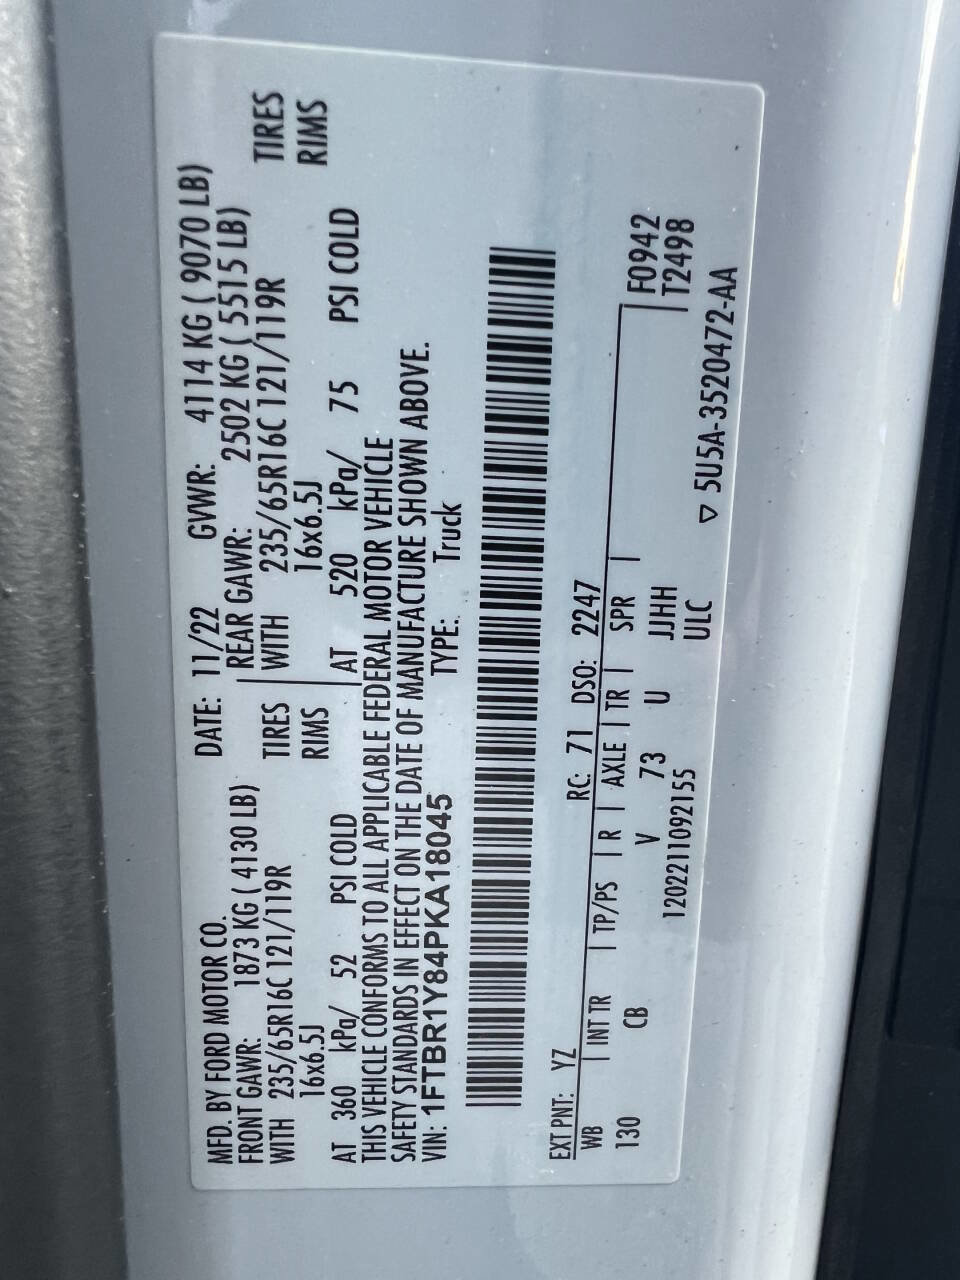 MFD. BY FORD MOTOR CO.
DATE: 11/22 GVWR: 4114 KG ( 9070 LB)
FRONT GAWR: 1873 KG ( 4130 LB) REAR GAWR: 2502 KG ( 5515 LB)
WITH 235/65R16C 121/119R TIRES WITH 235/65R16C 121/119R TIRES
16x6.5J RIMS 16x6.5J RIMS
AT 360 kPa/ 52 PSI COLD AT 520 kPa/ 75 PSI COLD
THIS VEHICLE CONFORMS TO ALL APPLICABLE FEDERAL MOTOR VEHICLE
SAFETY STANDARDS IN EFFECT ON THE DATE OF MANUFACTURE SHOWN ABOVE.
VIN: 1FTBR1Y84PKA18045 TYPE: Truck
EXT PNT: YZ RC: 71 DSO: 2247
WB INT TR TP/PS R AXLE TR SPR
130 CB V 73 U JJHH F0942
1202211092155 ULC T2498
▽ 5U5A-3520472-AA